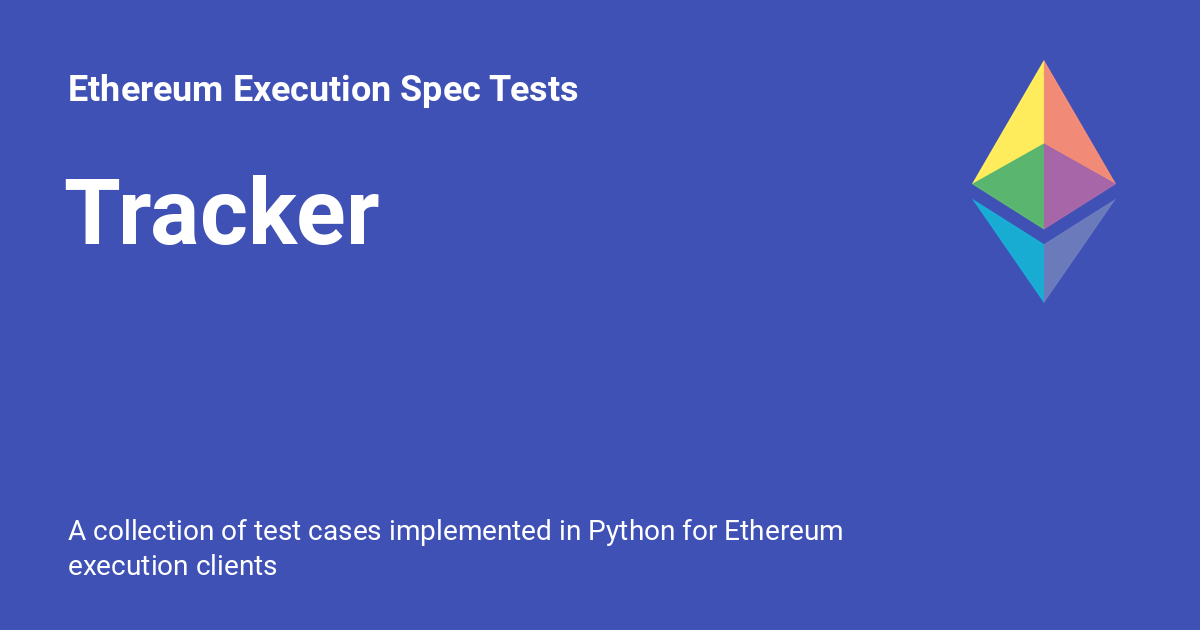 Ethereum Execution Spec Tests
Tracker
A collection of test cases implemented in Python for Ethereum
execution clients